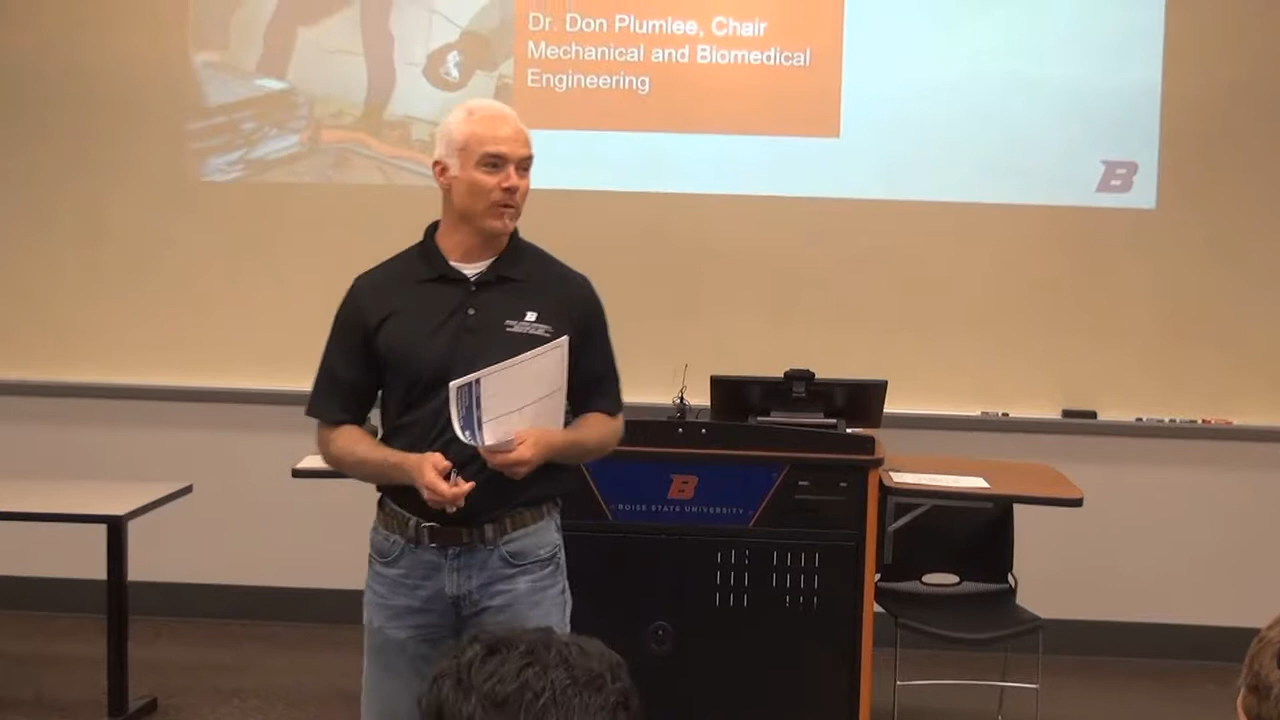 Dr. Don Plumlee, Chair
Mechanical and Biomedical
Engineering
B
B
B
BOISE STATE UNIVERSITY